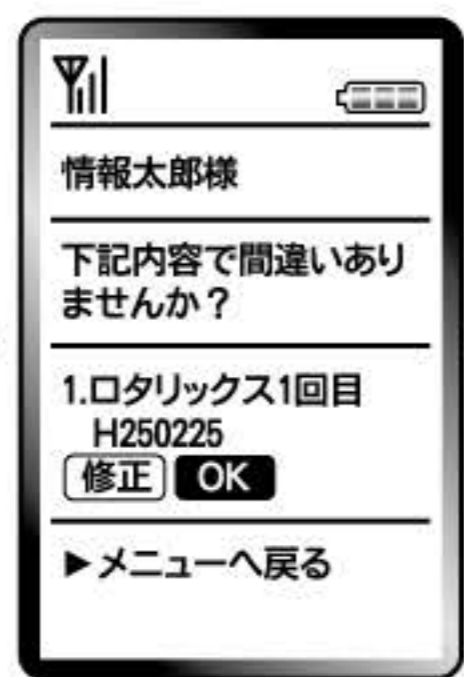 情報太郎様
下記内容で間違いあり
ませんか？
1.ロタリックス1回目
H250225
修正 OK
▶メニューへ戻る